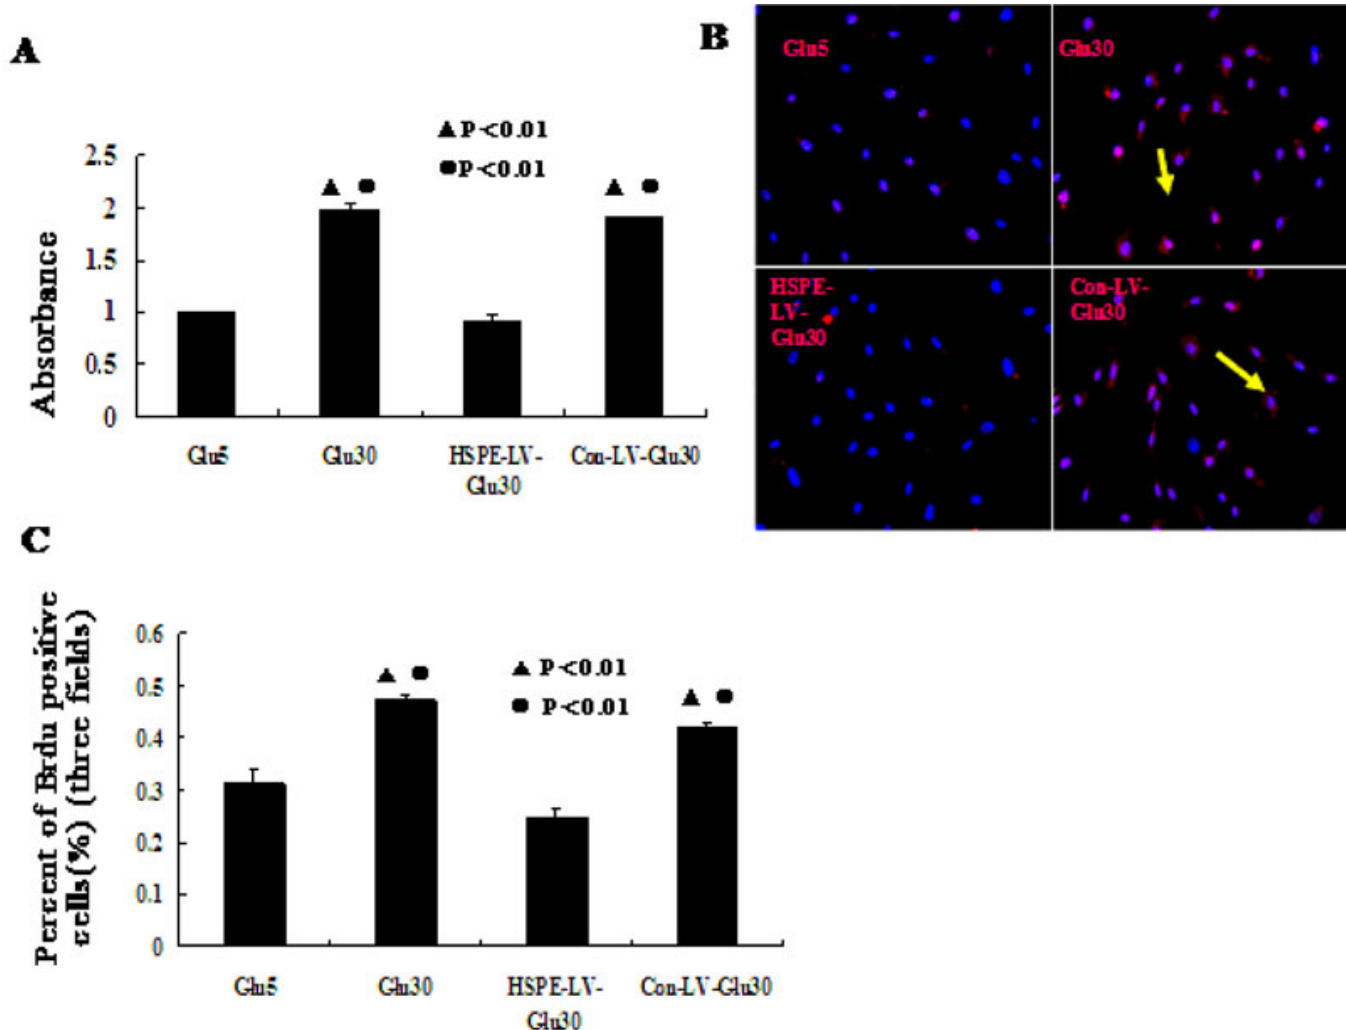 A
▲ P<0.01
● P<0.01
2.5
2
1.5
1
0.5
0
Absorbance
Glu5
Glu30
HSPE-LV-
Glu30
Con-LV-Glu30
B
Glu5
Glu30
HSPE-
LV-
Glu30
Con-LV-
Glu30
C
▲ P<0.01
● P<0.01
0.6
0.5
0.4
0.3
0.2
0.1
0
Percent of Brdu positive
cells(%) (three fields)
Glu5
Glu30
HSPE-LV-
Glu30
Con-LV-Glu30